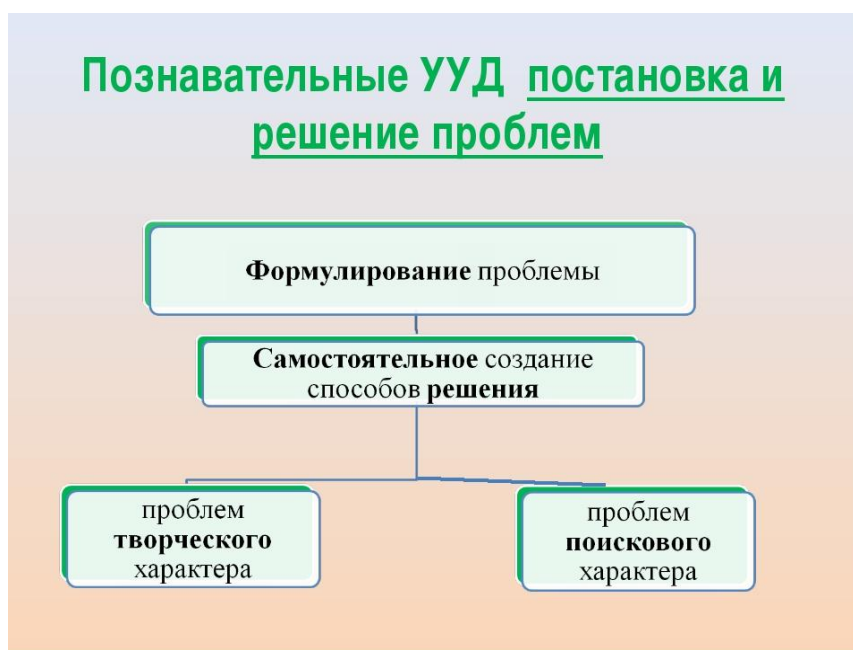 Познавательные УУД постановка и
решение проблем
Формулирование проблемы
Самостоятельное создание
способов решения
проблем
творческого
характера
проблем
поискового
характера